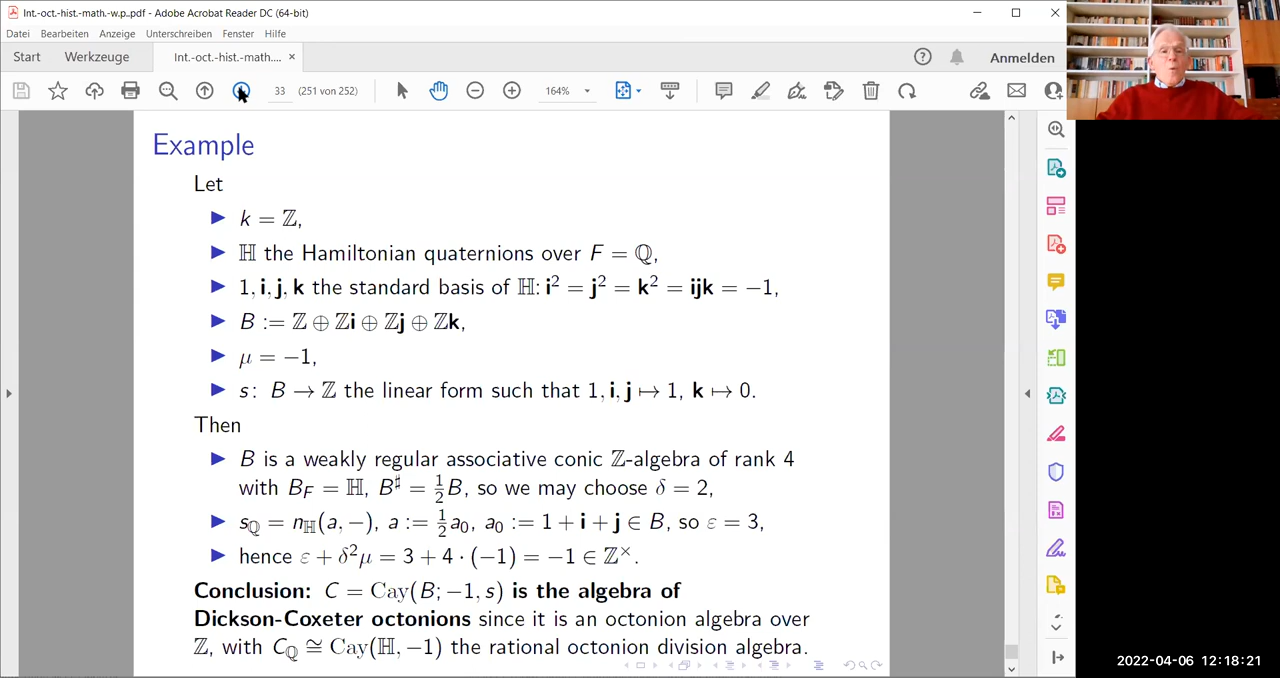 Int.-oct.-hist.-math.-w.p..pdf - Adobe Acrobat Reader DC (64-bit)
Datei Bearbeiten Anzeige Unterschreiben Fenster Hilfe
Start Werkzeuge Int.-oct.-hist.-math.... × Anmelden
33 (251 von 252) 164%
Example
Let
▶ k = ℤ,
▶ ℍ the Hamiltonian quaternions over F = ℚ,
▶ 1, i, j, k the standard basis of ℍ: i² = j² = k² = ijk = −1,
▶ B := ℤ ⊕ ℤi ⊕ ℤj ⊕ ℤk,
▶ μ = −1,
▶ s: B → ℤ the linear form such that 1, i, j ↦ 1, k ↦ 0.
Then
▶ B is a weakly regular associative conic ℤ-algebra of rank 4
with B_F = ℍ, B^♯ = ½B, so we may choose δ = 2,
▶ s_ℚ = n_ℍ(a, −), a := ½a₀, a₀ := 1 + i + j ∈ B, so ε = 3,
▶ hence ε + δ²μ = 3 + 4 · (−1) = −1 ∈ ℤ^×.
Conclusion: C = Cay(B; −1, s) is the algebra of
Dickson-Coxeter octonions since it is an octonion algebra over
ℤ, with C_ℚ ≅ Cay(ℍ, −1) the rational octonion division algebra.
2022-04-06 12:18:21